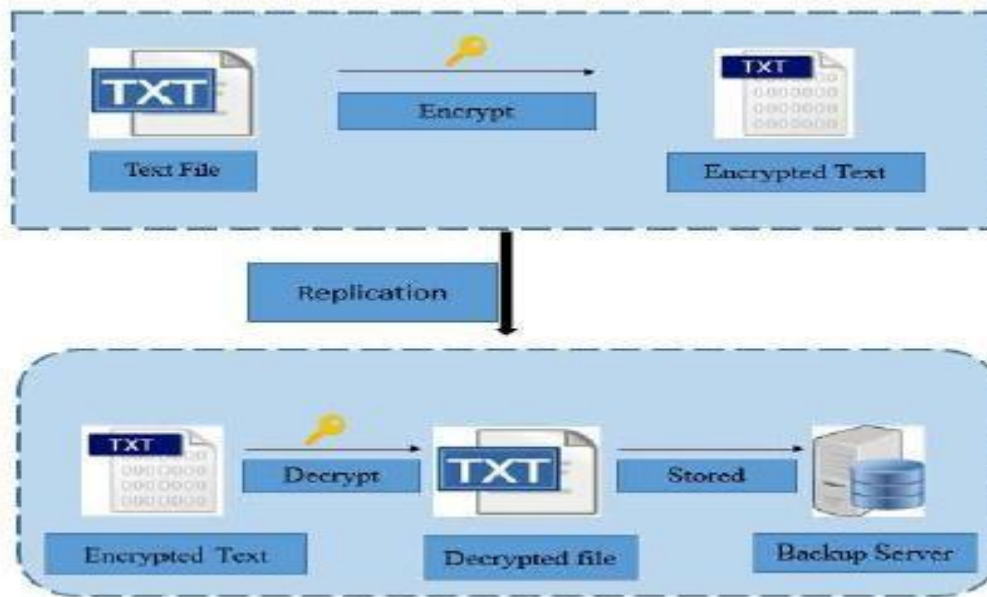 TXT
TXT
Encrypt
Text File
Encrypted Text
Replication
TXT
TXT
Decrypt
Stored
Encrypted Text
Decrypted file
Backup Server